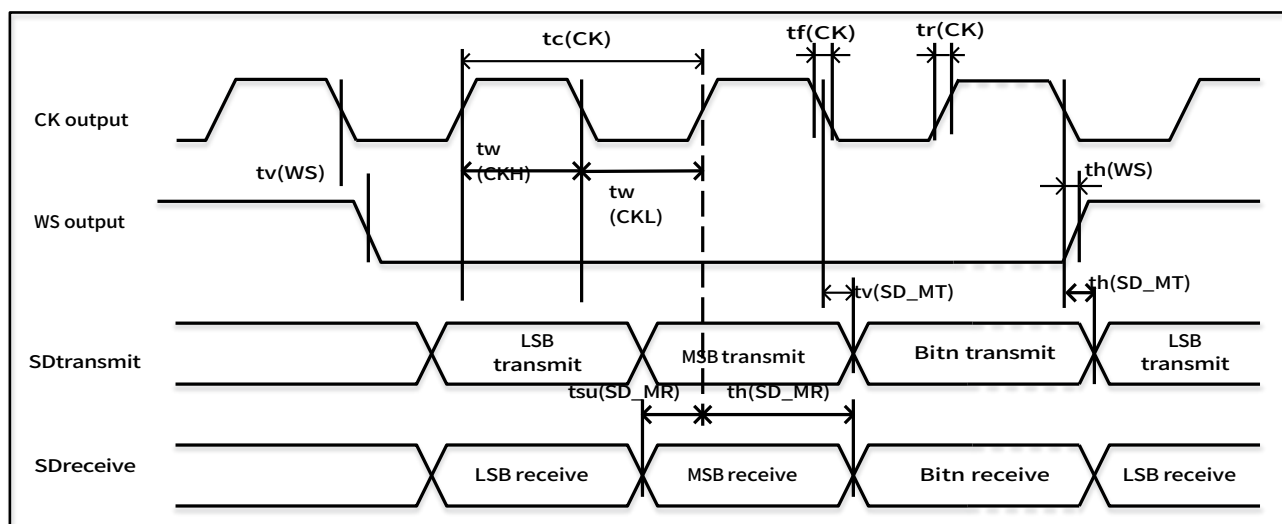 tc(CK)
tf(CK)
tr(CK)
CK output
tw
(CKH)
tv(WS)
th(WS)
tw
(CKL)
WS output
tv(SD_MT)
th(SD_MT)
SDtransmit
LSB
transmit
MSB transmit
Bitn transmit
LSB
transmit
tsu(SD_MR)
th(SD_MR)
SDreceive
LSB receive
MSB receive
Bitn receive
LSB receive